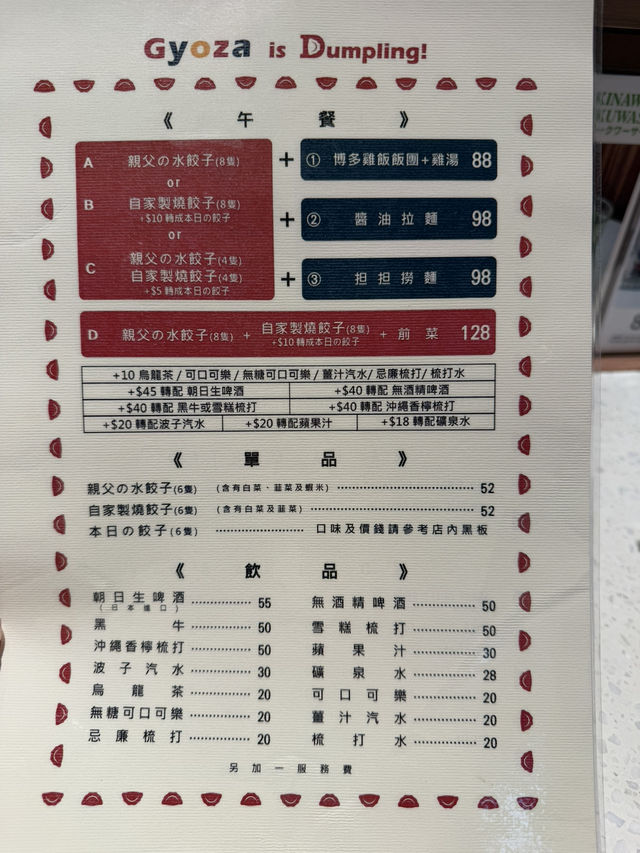 Gyoza is Dumpling!
《 午 餐 》
A 親父の水餃子(8隻) + ① 博多雞飯飯團+雞湯 88
or
B 自家製燒餃子(8隻) + ② 醬油拉麵 98
+$10 轉成本日の餃子
or
C 親父の水餃子(4隻)
自家製燒餃子(4隻) + ③ 担担撈麵 98
+$5 轉成本日の餃子
D 親父の水餃子(8隻) + 自家製燒餃子(8隻) + 前菜 128
+$10 轉成本日の餃子
+10 烏龍茶 / 可口可樂 / 無糖可口可樂 / 薑汁汽水/ 忌廉梳打/ 梳打水
+$45 轉配 朝日生啤酒 +$40 轉配 無酒精啤酒
+$40 轉配 黑牛或雪糕梳打 +$40 轉配 沖繩香檸梳打
+$20 轉配波子汽水 +$20 轉配蘋果汁 +$18 轉配礦泉水
《 單 品 》
親父の水餃子(6隻) (含有白菜、韮菜及蝦米) 52
自家製燒餃子(6隻) (含有白菜及韮菜) 52
本日の餃子(6隻) 口味及價錢請參考店內黑板
《 飲 品 》
朝日生啤酒 55 無酒精啤酒 50
(日本進口)
黑牛 50 雪糕梳打 50
沖繩香檸梳打 50 蘋果汁 30
波子汽水 30 礦泉水 28
烏龍茶 20 可口可樂 20
無糖可口可樂 20 薑汁汽水 20
忌廉梳打 20 梳打水 20
另加一服務費